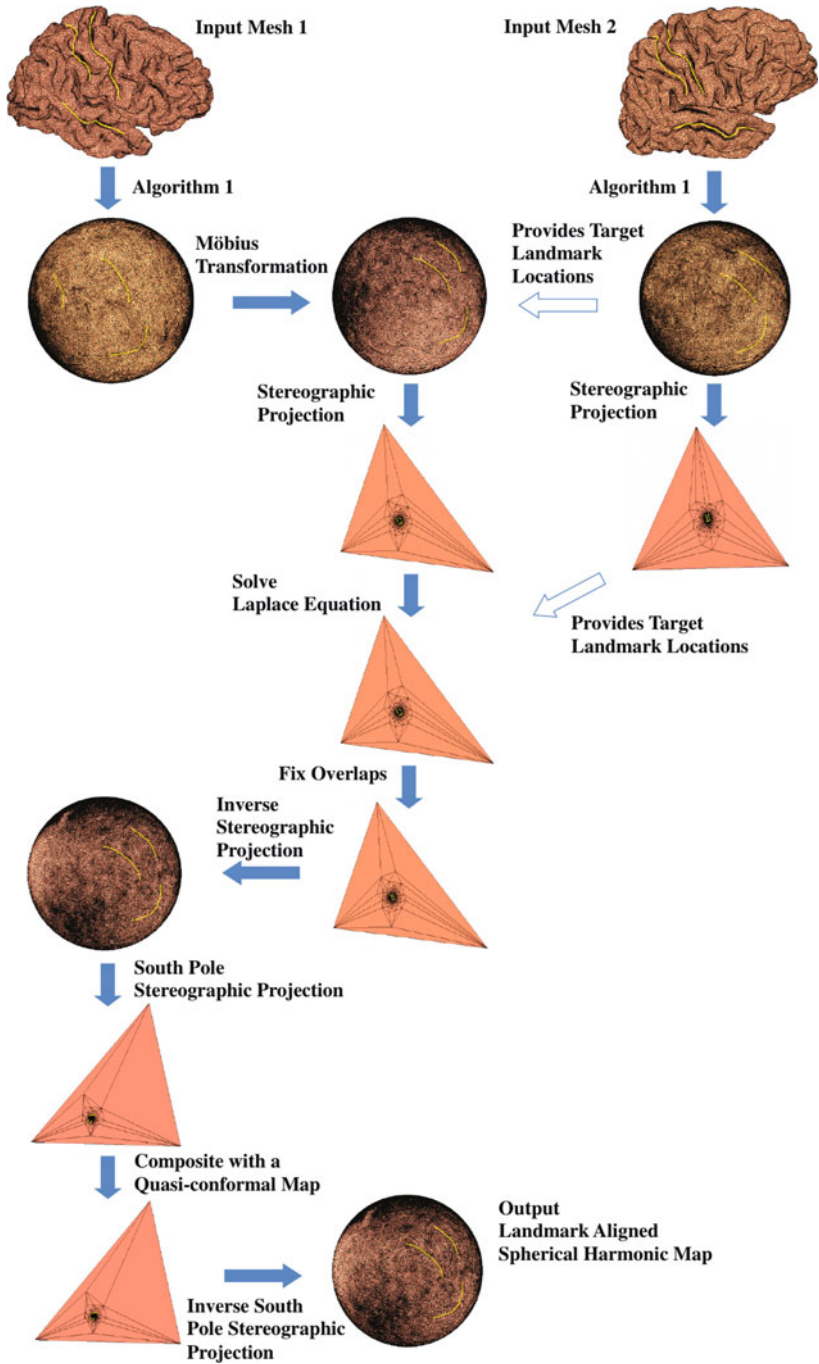 Input Mesh 1
Input Mesh 2
Algorithm 1
Algorithm 1
Möbius
Transformation
Provides Target
Landmark
Locations
Stereographic
Projection
Stereographic
Projection
Solve
Laplace Equation
Provides Target
Landmark Locations
Fix Overlaps
Inverse
Stereographic
Projection
South Pole
Stereographic Projection
Composite with a
Quasi-conformal Map
Output
Landmark Aligned
Spherical Harmonic Map
Inverse South
Pole Stereographic
Projection